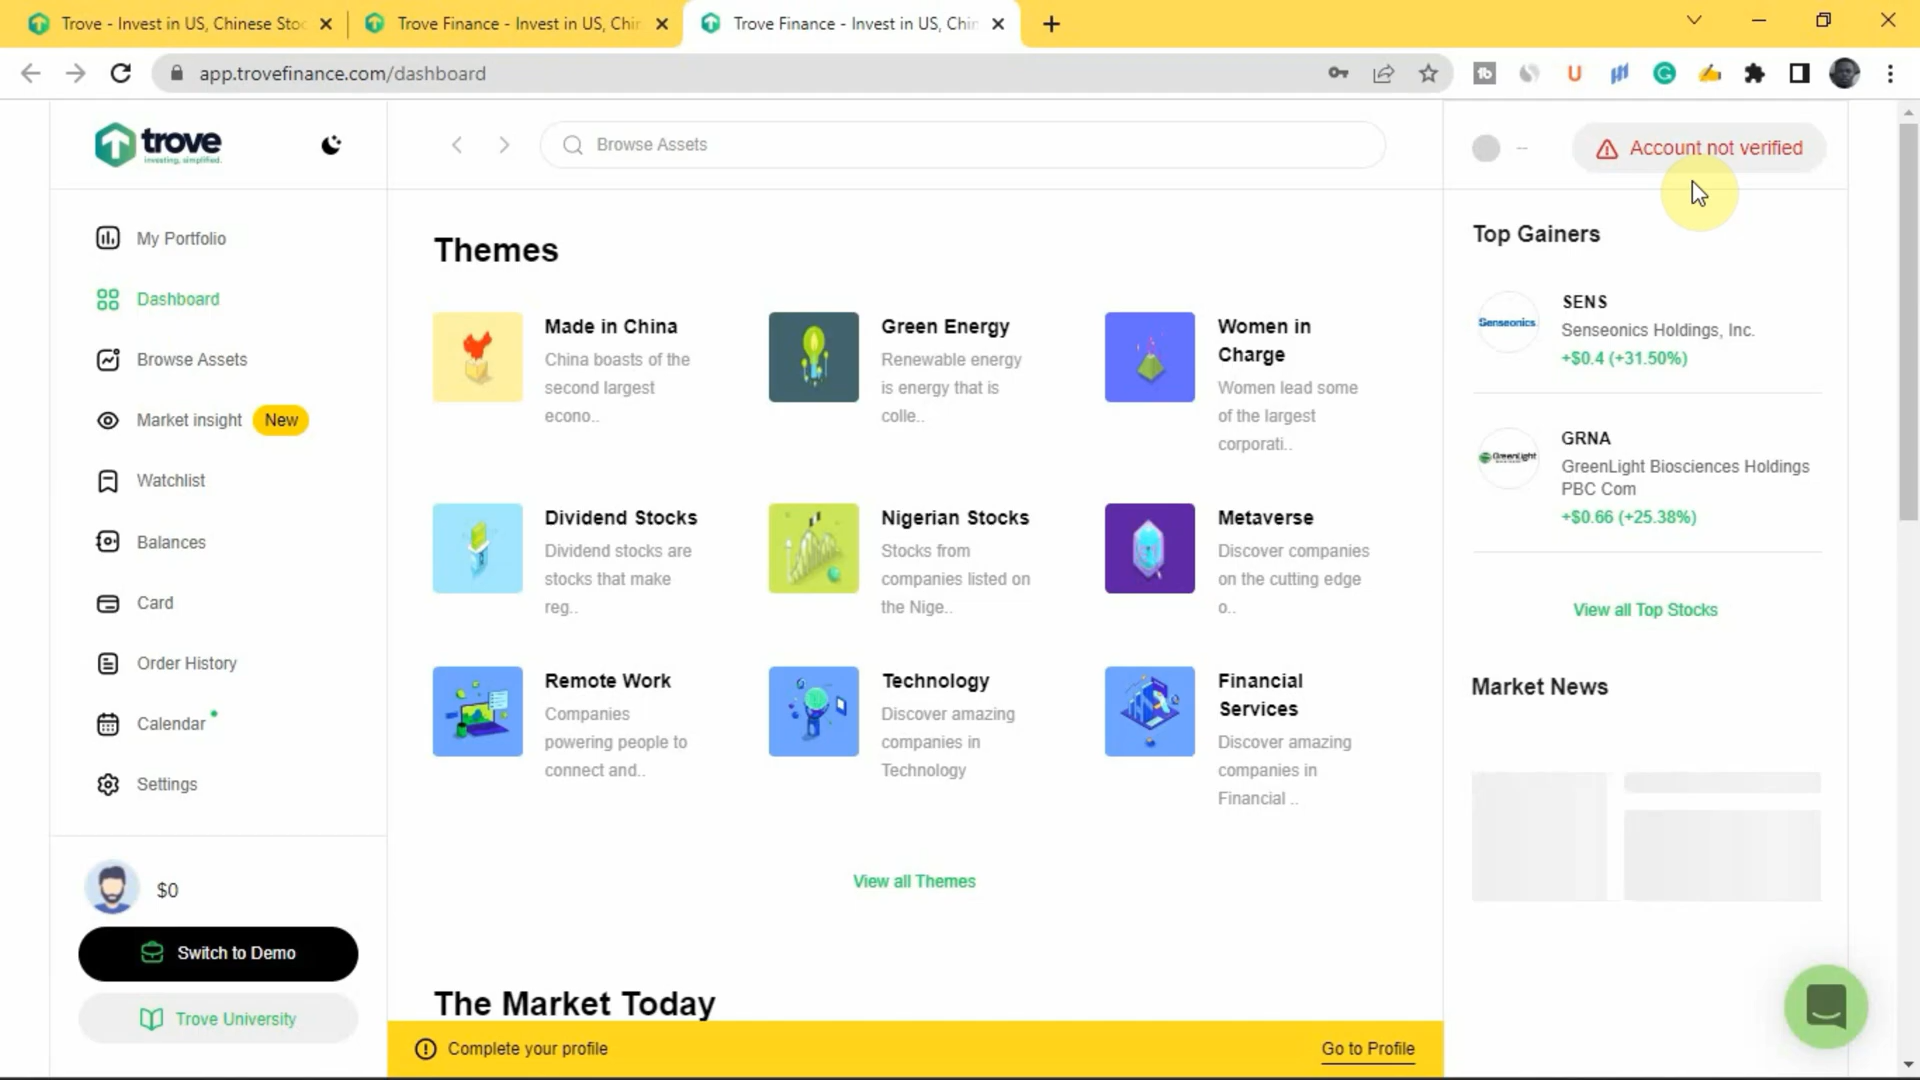 Trove - Invest in US, Chinese Stoc
Trove Finance - Invest in US, Chin
Trove Finance - Invest in US, Chin
app.trovefinance.com/dashboard
trove
investing, simplified.
Browse Assets
Account not verified
My Portfolio
Dashboard
Browse Assets
Market insight New
Watchlist
Balances
Card
Order History
Calendar
Settings
$0
Switch to Demo
Trove University
Themes
Made in China
China boasts of the
second largest
econo..
Green Energy
Renewable energy
is energy that is
colle..
Women in
Charge
Women lead some
of the largest
corporati..
Dividend Stocks
Dividend stocks are
stocks that make
reg..
Nigerian Stocks
Stocks from
companies listed on
the Nige..
Metaverse
Discover companies
on the cutting edge
o..
Remote Work
Companies
powering people to
connect and..
Technology
Discover amazing
companies in
Technology
Financial
Services
Discover amazing
companies in
Financial ..
View all Themes
The Market Today
Complete your profile
Go to Profile
Top Gainers
Senseonics
SENS
Senseonics Holdings, Inc.
+$0.4 (+31.50%)
GreenLight
GRNA
GreenLight Biosciences Holdings
PBC Com
+$0.66 (+25.38%)
View all Top Stocks
Market News